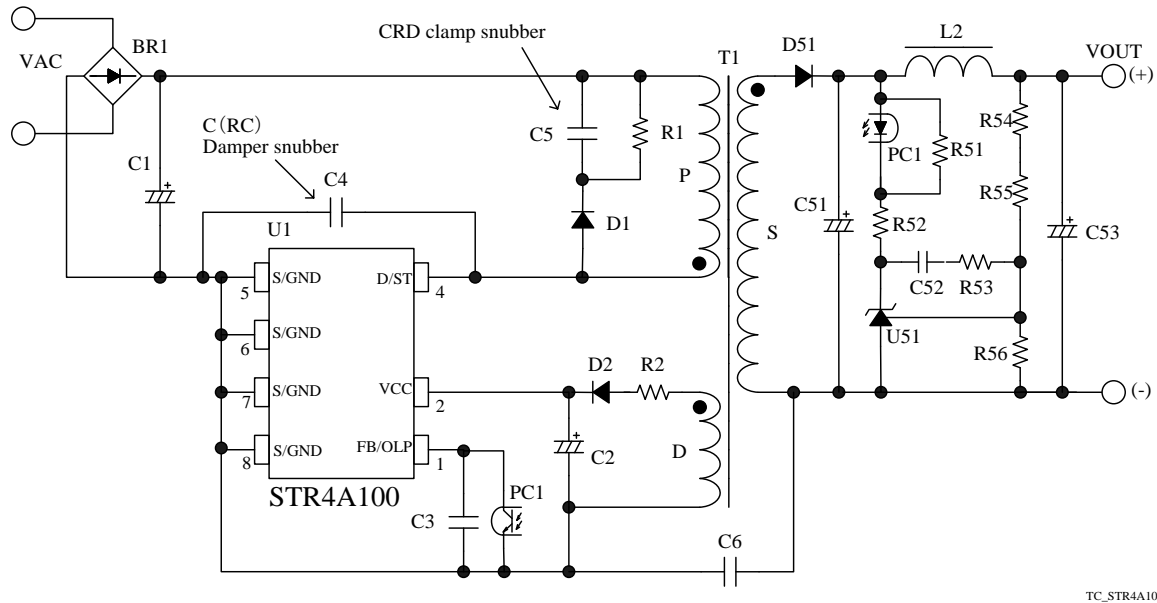 CRD clamp snubber
VAC
BR1
C1
C(RC)
Damper snubber
C4
C5
R1
D1
P
T1
S
D51
L2
VOUT
(+)
PC1
R51
R54
R55
C51
R52
C53
C52
R53
U51
R56
(-)
U1
S/GND
5
D/ST
4
S/GND
6
S/GND
7
VCC
2
S/GND
8
FB/OLP
1
STR4A100
D2
R2
C2
D
C3
PC1
C6
TC_STR4A10